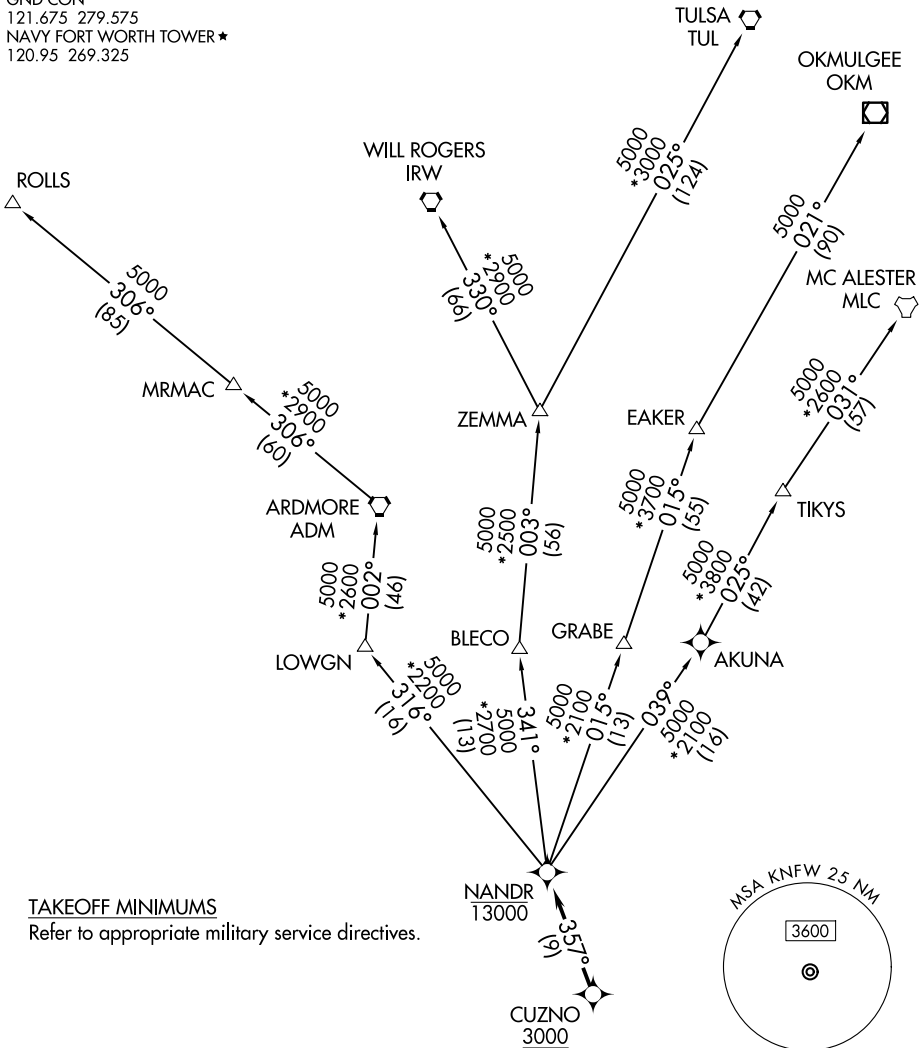 121.675 279.575
NAVY FORT WORTH TOWER ★
120.95 269.325
TULSA
TUL
OKMULGEE
OKM
WILL ROGERS
IRW
ROLLS
5000
*3000
025°
(124)
5000
021°
(90)
MC ALESTER
MLC
5000
*2900
330°
(66)
5000
306°
(85)
MRMAC
5000
*2900
306°
(60)
ZEMMA
EAKER
5000
*2600
031°
(57)
ARDMORE
ADM
5000
*2500
003°
(56)
5000
*3700
015°
(55)
TIKYS
5000
*2600
002°
(46)
5000
*3800
025°
(42)
LOWGN
BLECO
GRABE
AKUNA
5000
*2200
316°
(16)
341°
5000
*2700
(13)
5000
*2100
015°
(13)
039°
5000
*2100
(16)
NANDR
13000
357°
(9)
CUZNO
3000
TAKEOFF MINIMUMS
Refer to appropriate military service directives.
MSA KNFW 25 NM
3600